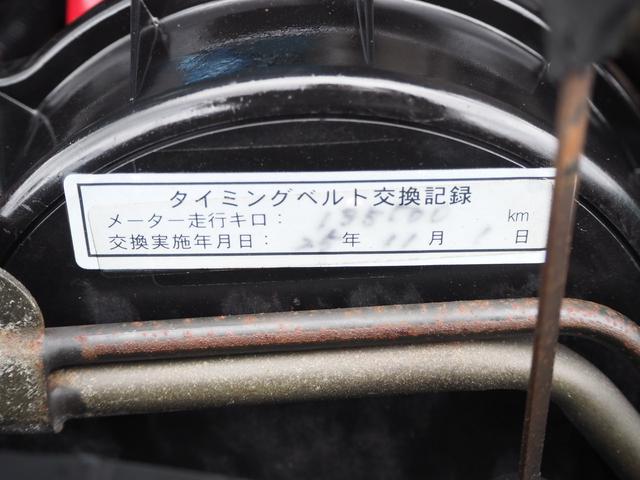 タイミングベルト交換記録
メーター走行キロ： km
交換実施年月日： 年 11 月 1 日